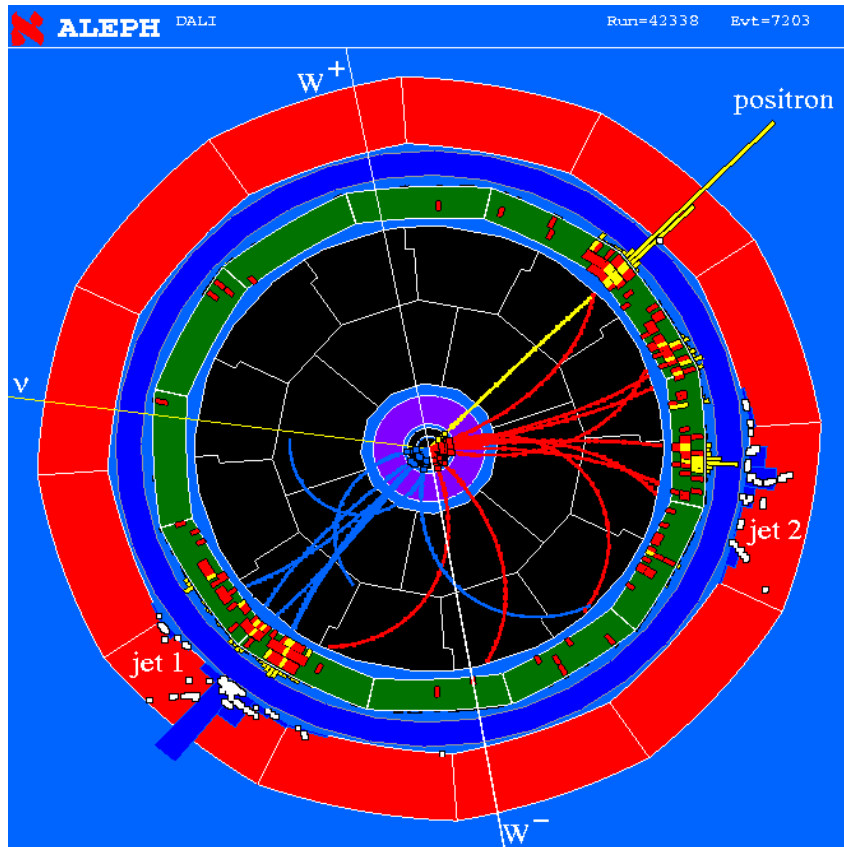 ALEPH DALI Run=42338 Evt=7203
W+
positron
ν
jet 2
jet 1
W−